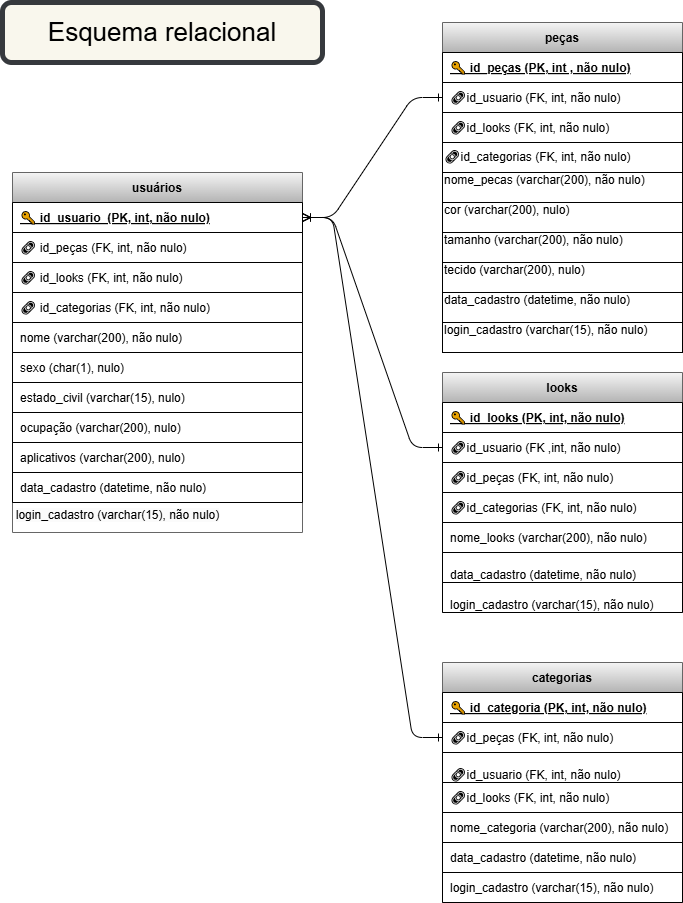 Esquema relacional
usuários
id_usuario (PK, int, não nulo)
id_peças (FK, int, não nulo)
id_looks (FK, int, não nulo)
id_categorias (FK, int, não nulo)
nome (varchar(200), não nulo)
sexo (char(1), nulo)
estado_civil (varchar(15), nulo)
ocupação (varchar(200), nulo)
aplicativos (varchar(200), nulo)
data_cadastro (datetime, não nulo)
login_cadastro (varchar(15), não nulo)
peças
id_peças (PK, int , não nulo)
id_usuario (FK, int, não nulo)
id_looks (FK, int, não nulo)
id_categorias (FK, int, não nulo)
nome_pecas (varchar(200), não nulo)
cor (varchar(200), nulo)
tamanho (varchar(200), não nulo)
tecido (varchar(200), nulo)
data_cadastro (datetime, não nulo)
login_cadastro (varchar(15), não nulo)
looks
id_looks (PK, int, não nulo)
id_usuario (FK ,int, não nulo)
id_peças (FK, int, não nulo)
id_categorias (FK, int, não nulo)
nome_looks (varchar(200), não nulo)
data_cadastro (datetime, não nulo)
login_cadastro (varchar(15), não nulo)
categorias
id_categoria (PK, int, não nulo)
id_peças (FK, int, não nulo)
id_usuario (FK, int, não nulo)
id_looks (FK, int, não nulo)
nome_categoria (varchar(200), não nulo)
data_cadastro (datetime, não nulo)
login_cadastro (varchar(15), não nulo)